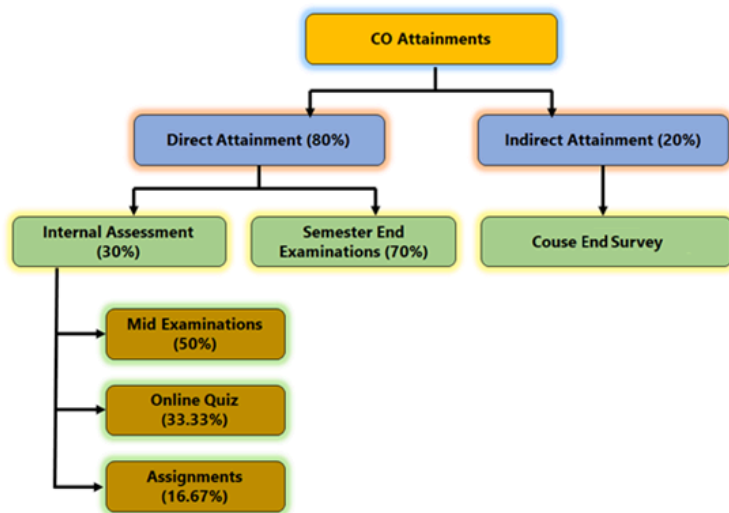 CO Attainments
Direct Attainment (80%)
Indirect Attainment (20%)
Internal Assessment
(30%)
Semester End
Examinations (70%)
Couse End Survey
Mid Examinations
(50%)
Online Quiz
(33.33%)
Assignments
(16.67%)